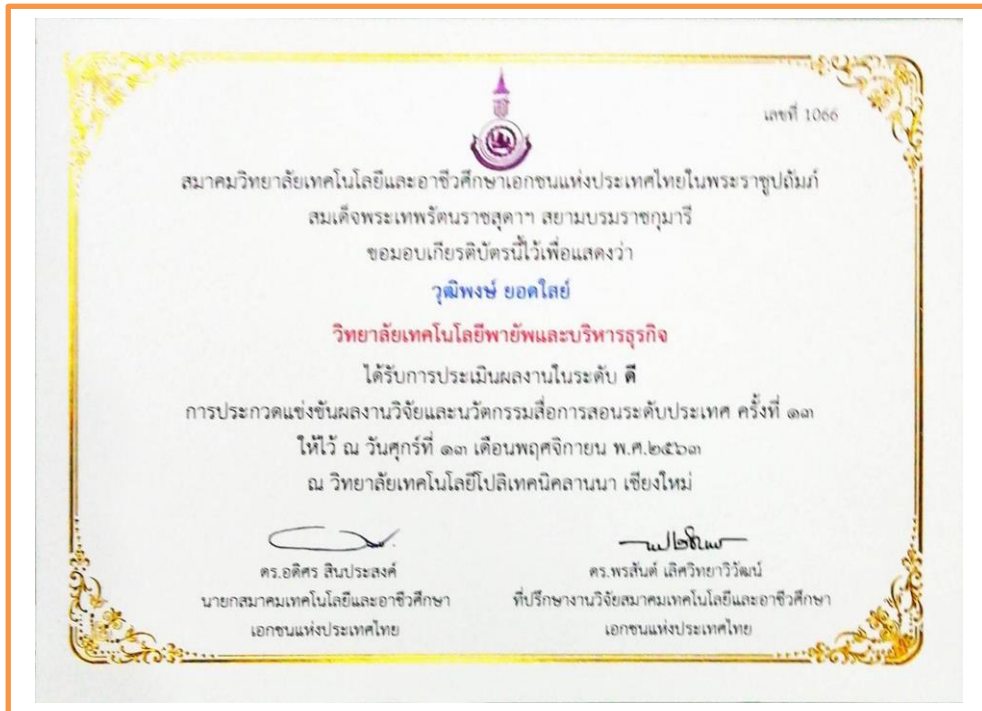 เลขที่ 1066
สมาคมวิทยาลัยเทคโนโลยีและอาชีวศึกษาเอกชนแห่งประเทศไทยในพระราชูปถัมภ์
สมเด็จพระเทพรัตนราชสุดาฯ สยามบรมราชกุมารี
ขอมอบเกียรติบัตรนี้ไว้เพื่อแสดงว่า
วุฒิพงษ์ ยอดใสย์
วิทยาลัยเทคโนโลยีพายัพและบริหารธุรกิจ
ได้รับการประเมินผลงานในระดับ ดี
การประกวดแข่งขันผลงานวิจัยและนวัตกรรมสื่อการสอนระดับประเทศ ครั้งที่ ๑๓
ให้ไว้ ณ วันศุกร์ที่ ๑๓ เดือนพฤศจิกายน พ.ศ.๒๕๖๓
ณ วิทยาลัยเทคโนโลยีโปลิเทคนิคลานนา เชียงใหม่
ดร.อดิศร สินประสงค์ ดร.พรสันต์ เลิศวิทยาวิวัฒน์
นายกสมาคมเทคโนโลยีและอาชีวศึกษา ที่ปรึกษางานวิจัยสมาคมเทคโนโลยีและอาชีวศึกษา
เอกชนแห่งประเทศไทย เอกชนแห่งประเทศไทย